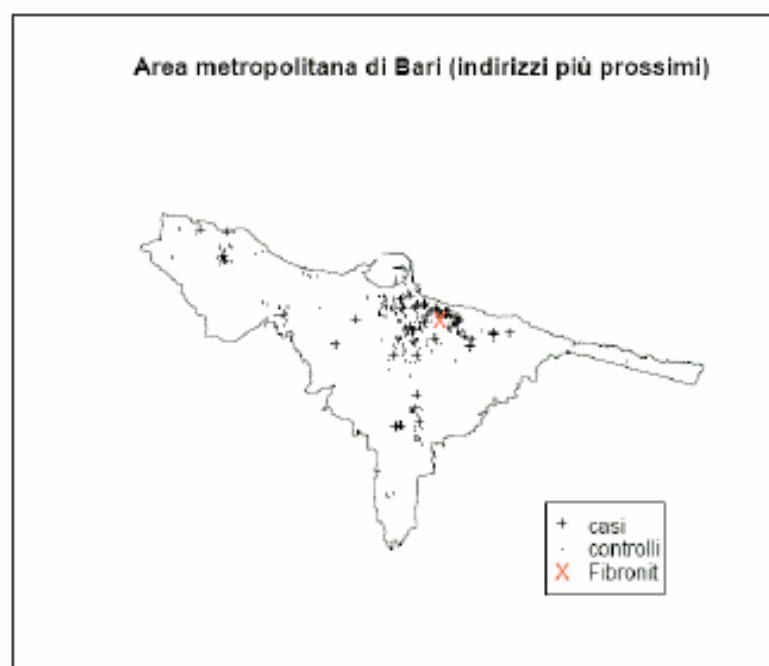 Area metropolitana di Bari (indirizzi più prossimi)
+ casi
· controlli
X Fibronit